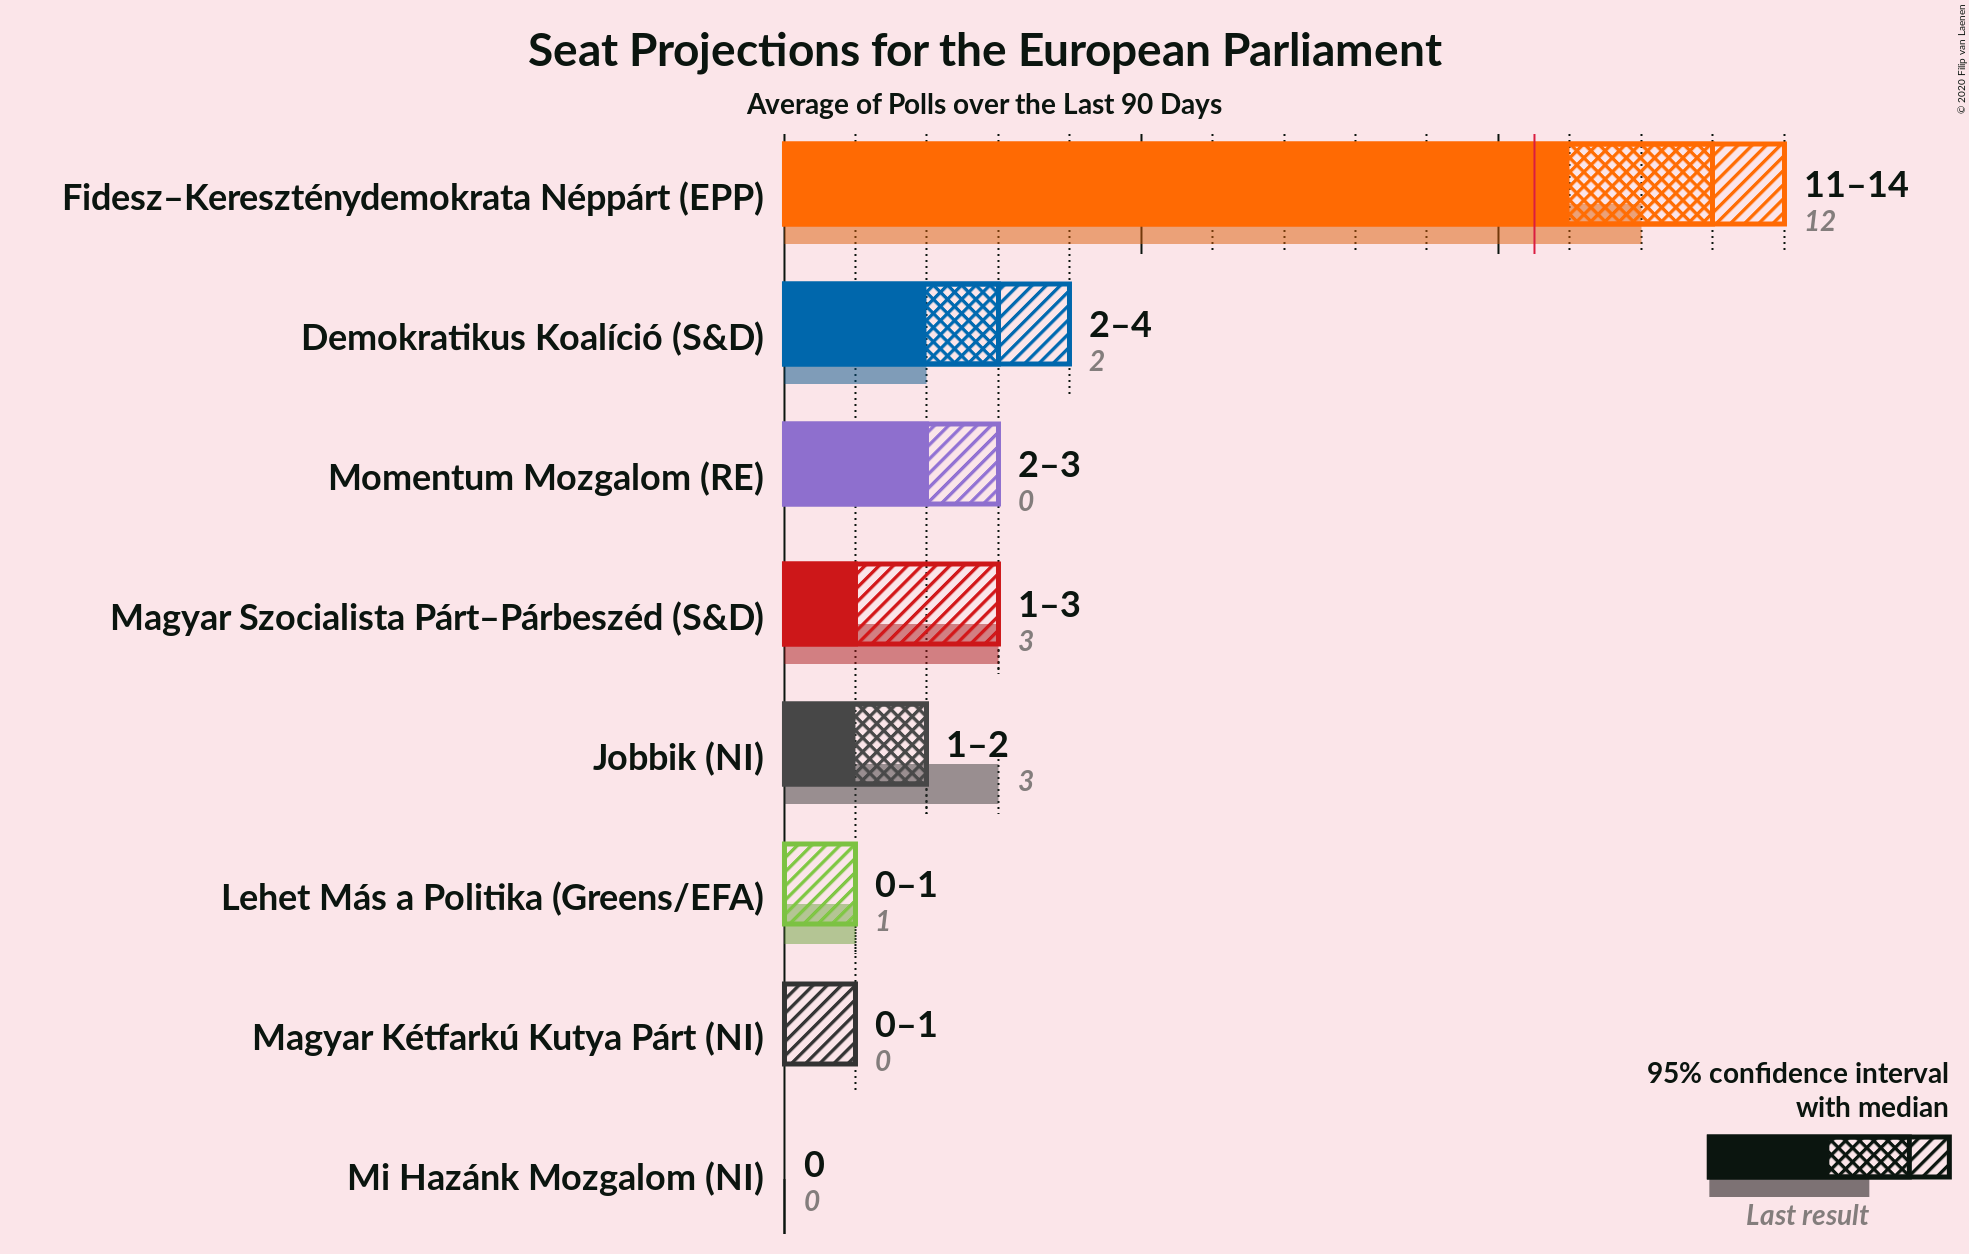 Seat Projections for the European Parliament
Average of Polls over the Last 90 Days
© 2020 Filip van Laenen
Fidesz–Kereszténydemokrata Néppárt (EPP)
11–14
12
Demokratikus Koalíció (S&D)
2–4
2
Momentum Mozgalom (RE)
2–3
0
Magyar Szocialista Párt–Párbeszéd (S&D)
1–3
3
Jobbik (NI)
1–2
3
Lehet Más a Politika (Greens/EFA)
0–1
1
Magyar Kétfarkú Kutya Párt (NI)
0–1
0
Mi Hazánk Mozgalom (NI)
0
0
95% confidence interval
with median
Last result